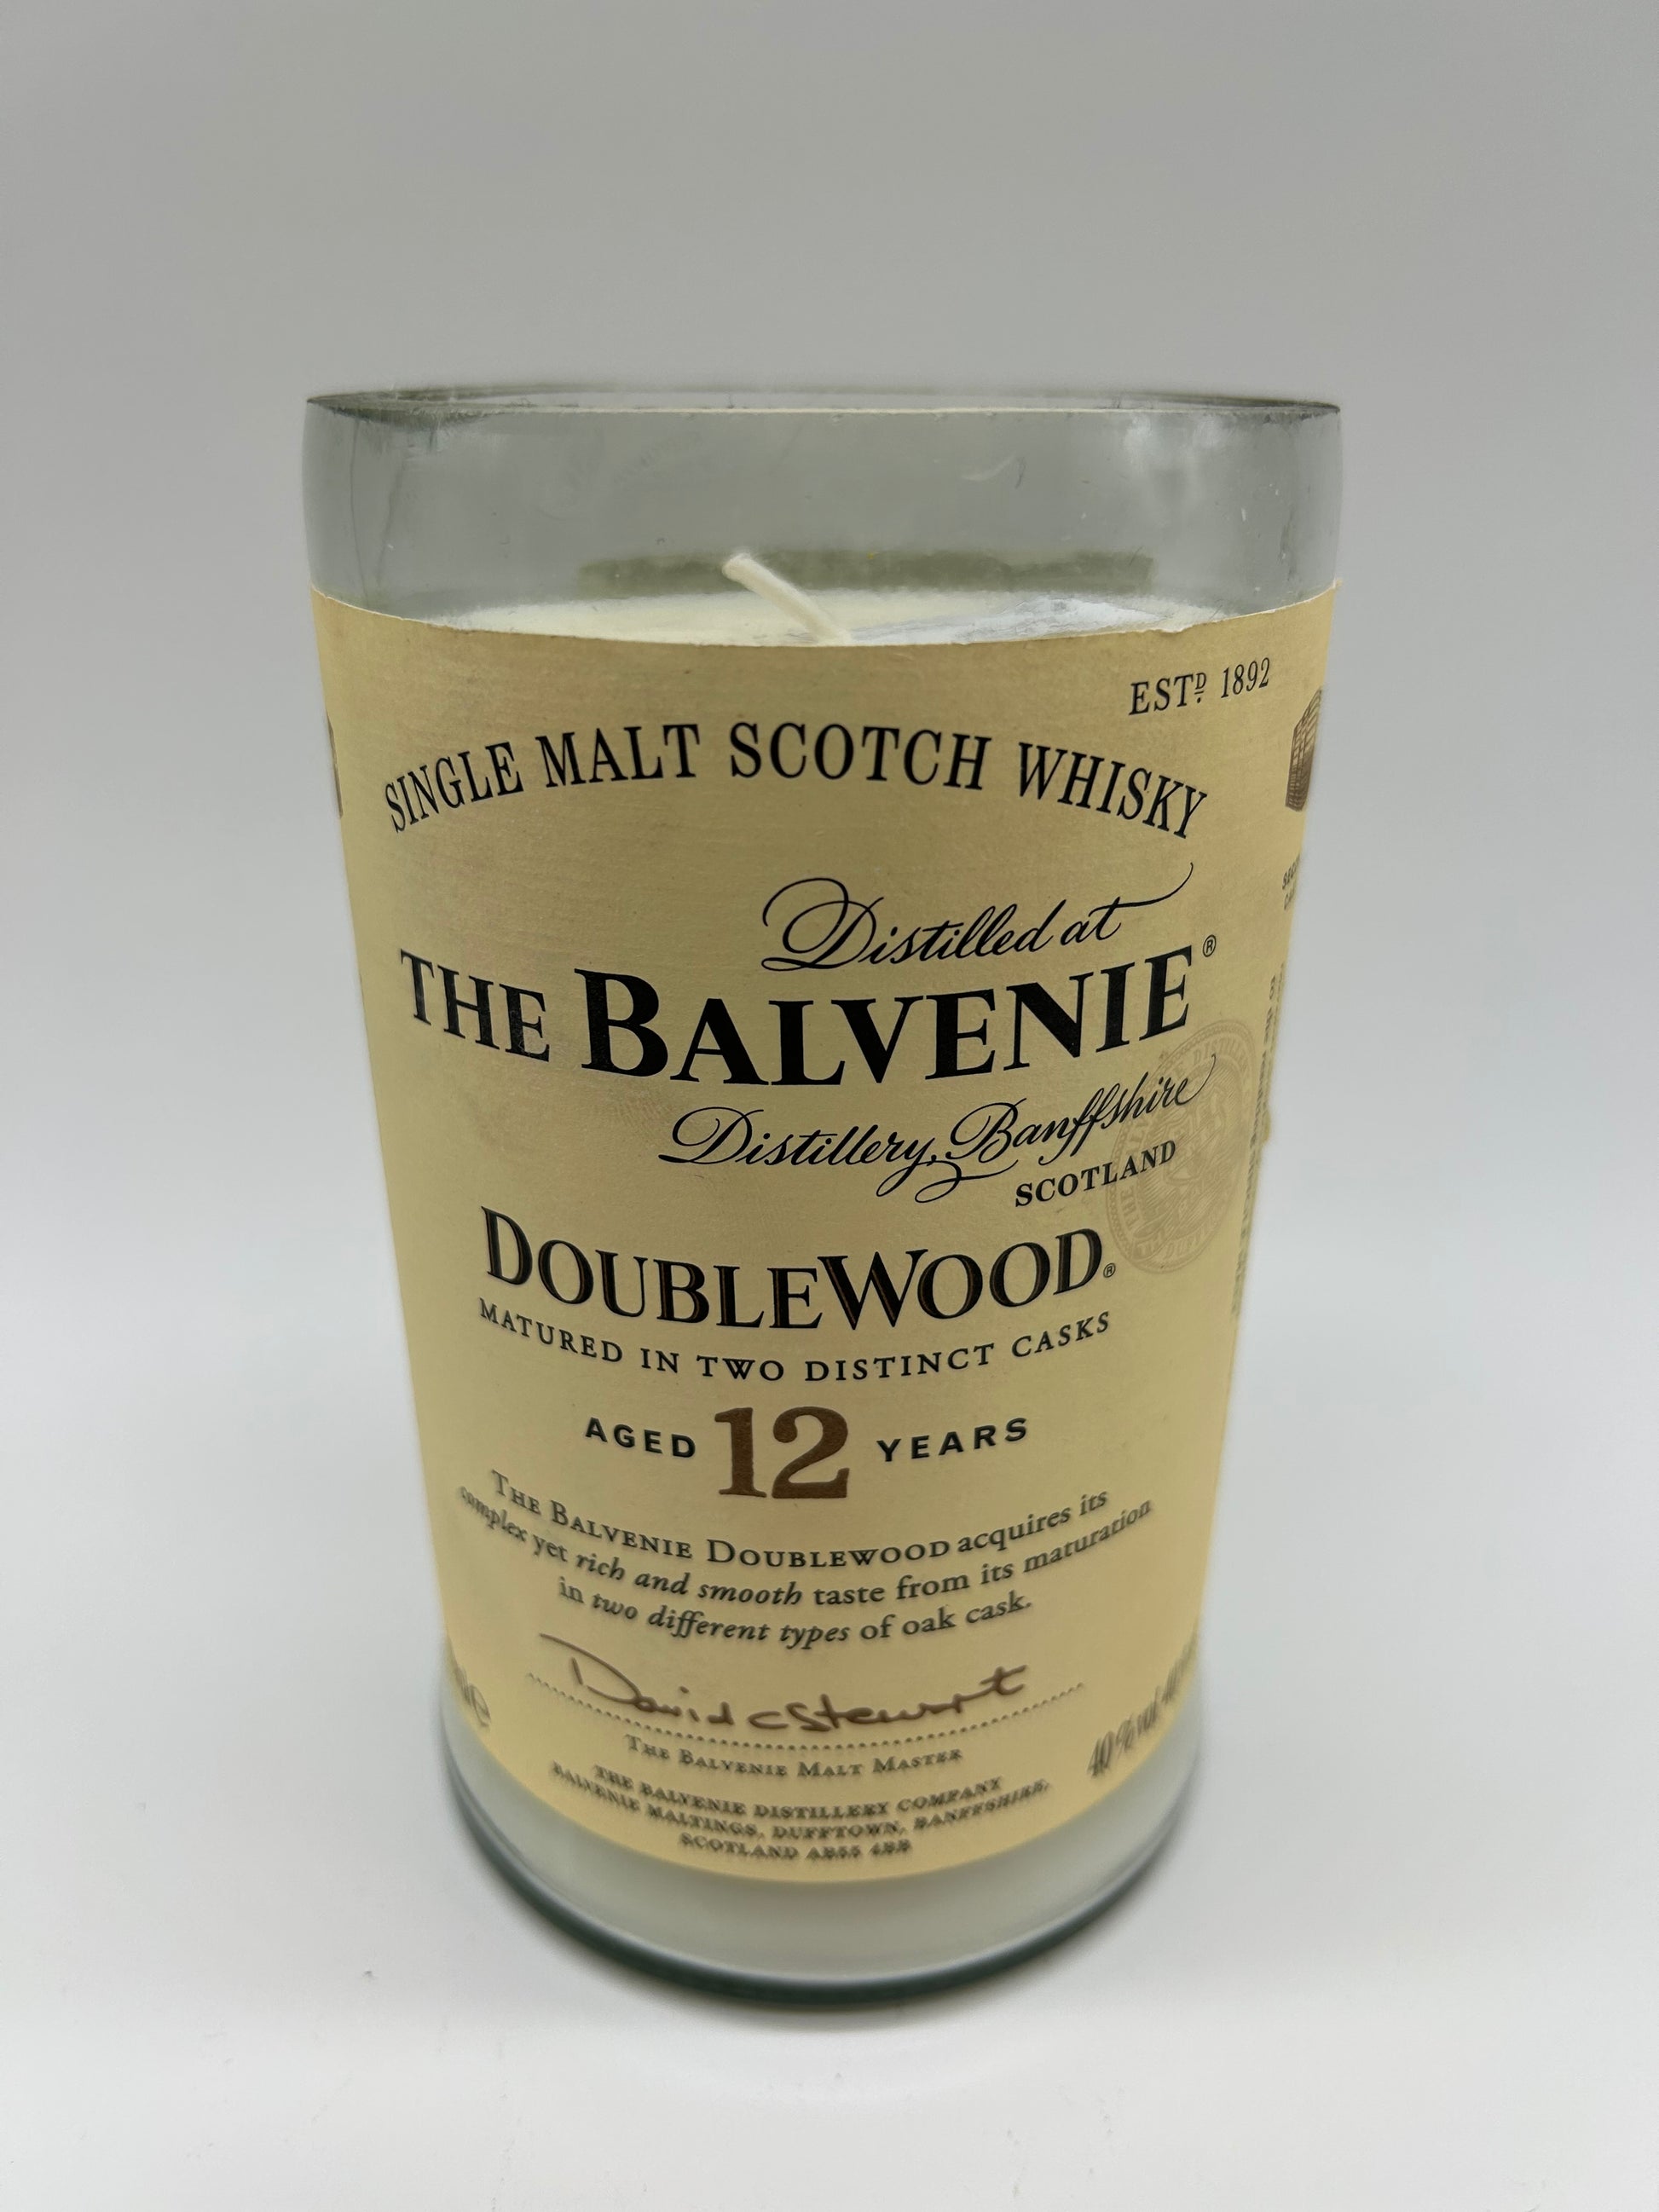 ESTD. 1892
SINGLE MALT SCOTCH WHISKY
Distilled at
THE BALVENIE®
Distillery, Banffshire
SCOTLAND
DOUBLEWOOD®
MATURED IN TWO DISTINCT CASKS
AGED 12 YEARS
THE BALVENIE DOUBLEWOOD acquires its
complex yet rich and smooth taste from its maturation
in two different types of oak cask.
David C Stewart
THE BALVENIE MALT MASTER
40%vol
THE BALVENIE DISTILLERY COMPANY
BALVENIE MALTINGS, DUFFTOWN, BANFFSHIRE,
SCOTLAND AB55 4BB